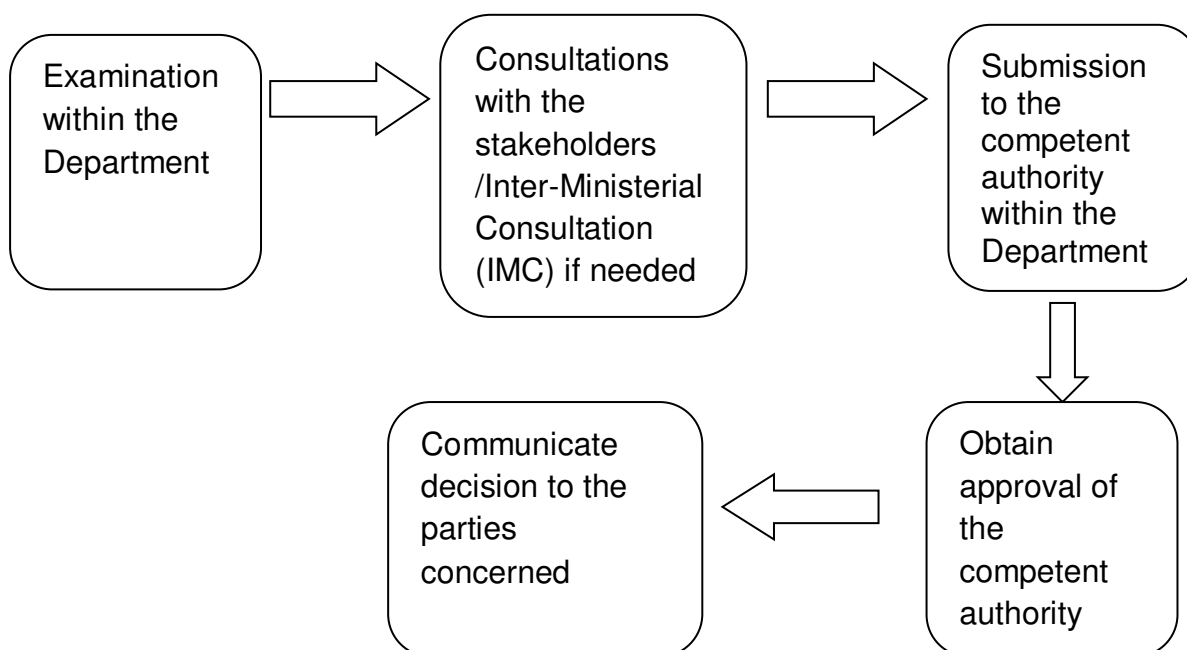 Examination
within the
Department
Consultations
with the
stakeholders
/Inter-Ministerial
Consultation
(IMC) if needed
Submission
to the
competent
authority
within the
Department
Obtain
approval of
the
competent
authority
Communicate
decision to the
parties
concerned